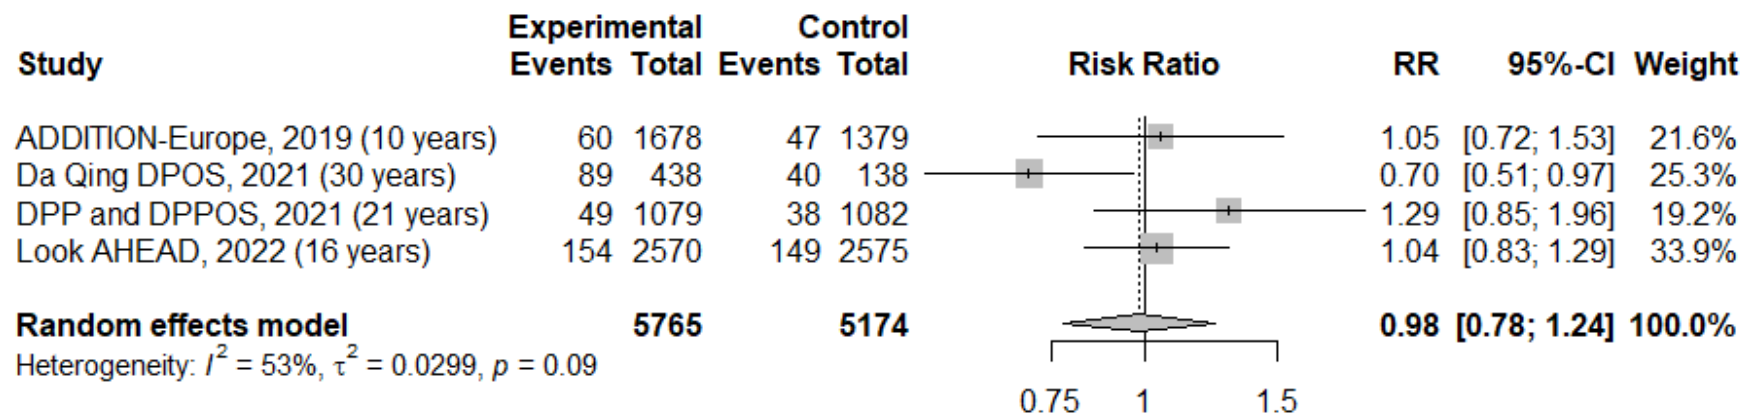 Experimental Control
Study Events Total Events Total Risk Ratio RR 95%-CI Weight
ADDITION-Europe, 2019 (10 years) 60 1678 47 1379 1.05 [0.72; 1.53] 21.6%
Da Qing DPOS, 2021 (30 years) 89 438 40 138 0.70 [0.51; 0.97] 25.3%
DPP and DPPOS, 2021 (21 years) 49 1079 38 1082 1.29 [0.85; 1.96] 19.2%
Look AHEAD, 2022 (16 years) 154 2570 149 2575 1.04 [0.83; 1.29] 33.9%
Random effects model 5765 5174 0.98 [0.78; 1.24] 100.0%
Heterogeneity: I² = 53%, τ² = 0.0299, p = 0.09
0.75 1 1.5